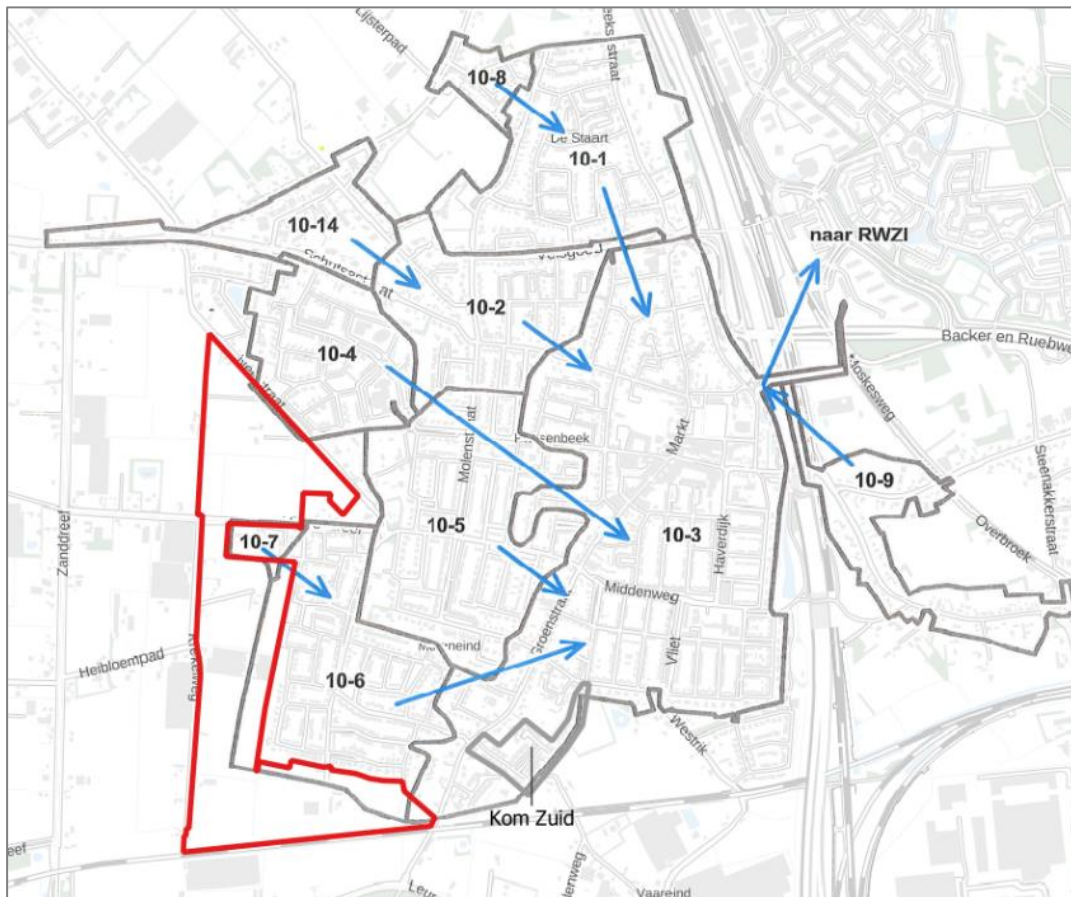 Lijsterpad
10-8
De Staart
10-1
10-14
naar RWZI
10-2
Backer en Ruebweg
10-4
Moskesweg
Markt
Molenstraat
10-9
Steenakkerstraat
Zanddreef
10-7
10-5
10-3
Haverdijk
Overbroek
Middenweg
Groenstraat
Heibloempad
Vliet
10-6
Westrik
Kom Zuid
Vaareind